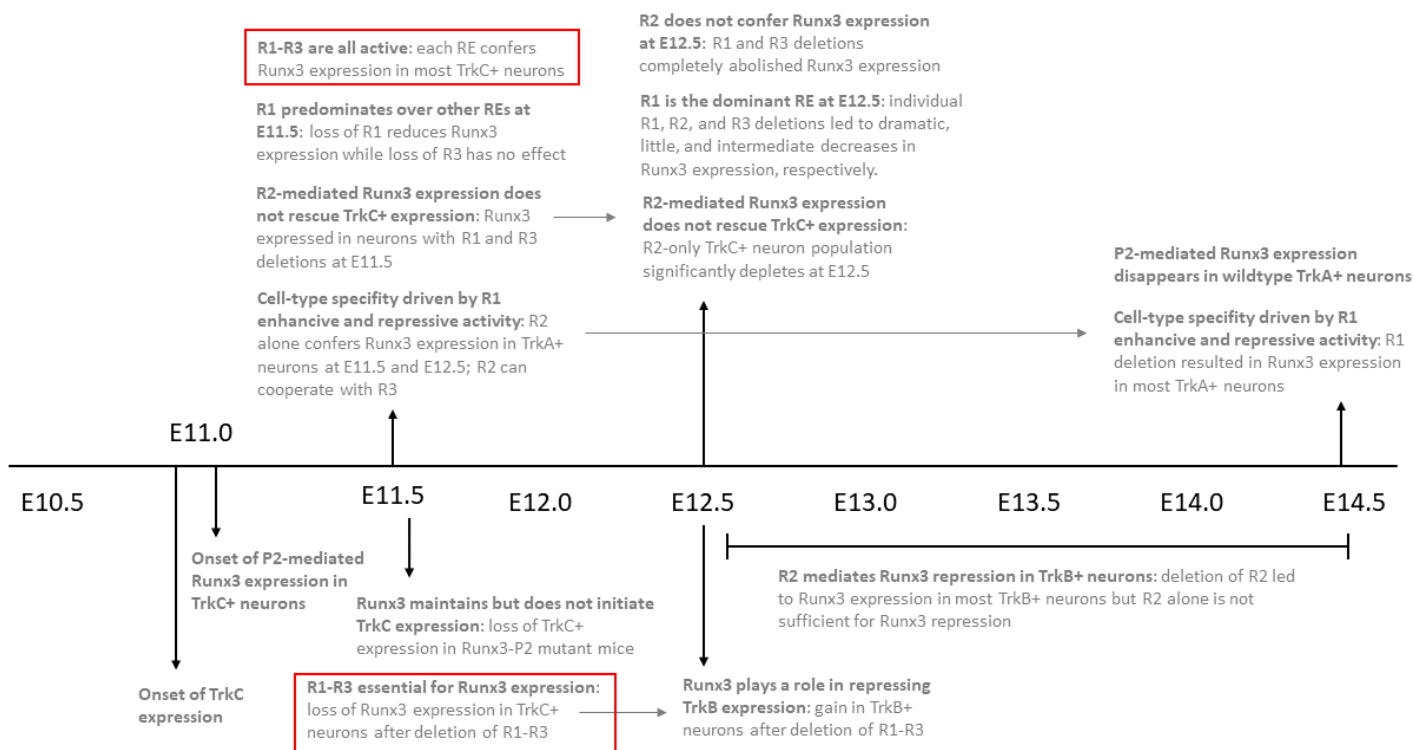 R1-R3 are all active: each RE confers
Runx3 expression in most TrkC+ neurons
R1 predominates over other REs at
E11.5: loss of R1 reduces Runx3
expression while loss of R3 has no effect
R2-mediated Runx3 expression does
not rescue TrkC+ expression: Runx3
expressed in neurons with R1 and R3
deletions at E11.5
Cell-type specifity driven by R1
enhancive and repressive activity: R2
alone confers Runx3 expression in TrkA+
neurons at E11.5 and E12.5; R2 can
cooperate with R3
R2 does not confer Runx3 expression
at E12.5: R1 and R3 deletions
completely abolished Runx3 expression
R1 is the dominant RE at E12.5: individual
R1, R2, and R3 deletions led to dramatic,
little, and intermediate decreases in
Runx3 expression, respectively.
R2-mediated Runx3 expression
does not rescue TrkC+ expression:
R2-only TrkC+ neuron population
significantly depletes at E12.5
P2-mediated Runx3 expression
disappears in wildtype TrkA+ neurons
Cell-type specifity driven by R1
enhancive and repressive activity: R1
deletion resulted in Runx3 expression
in most TrkA+ neurons
E11.0
E10.5
E11.5
E12.0
E12.5
E13.0
E13.5
E14.0
E14.5
Onset of P2-mediated
Runx3 expression in
TrkC+ neurons
Onset of TrkC
expression
Runx3 maintains but does not initiate
TrkC expression: loss of TrkC+
expression in Runx3-P2 mutant mice
R1-R3 essential for Runx3 expression:
loss of Runx3 expression in TrkC+
neurons after deletion of R1-R3
Runx3 plays a role in repressing
TrkB expression: gain in TrkB+
neurons after deletion of R1-R3
R2 mediates Runx3 repression in TrkB+ neurons: deletion of R2 led
to Runx3 expression in most TrkB+ neurons but R2 alone is not
sufficient for Runx3 repression